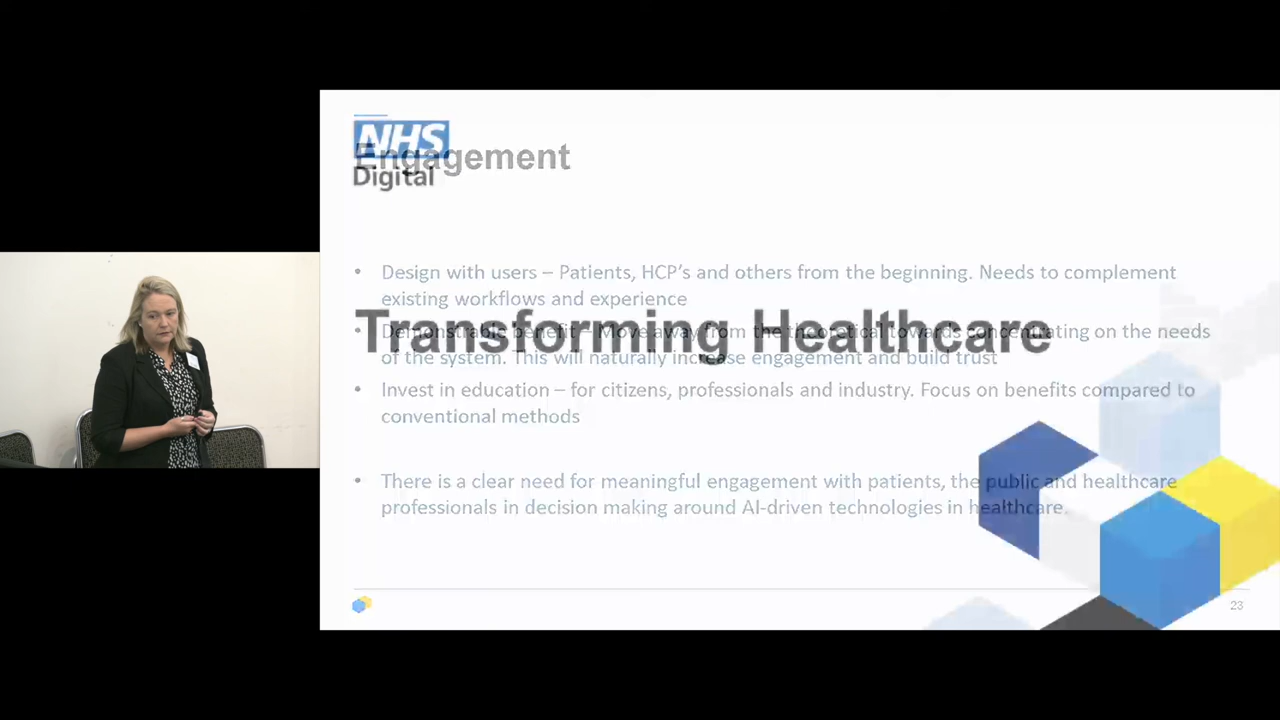 NHS
Digital
Engagement
• Design with users – Patients, HCP's and others from the beginning. Needs to complement
existing workflows and experience
Transforming Healthcare
• Demonstrable benefit – Move away from the theoretical towards concentrating on the needs
of the system. This will naturally increase engagement and build trust
• Invest in education – for citizens, professionals and industry. Focus on benefits compared to
conventional methods
• There is a clear need for meaningful engagement with patients, the public and healthcare
professionals in decision making around AI-driven technologies in healthcare.
23